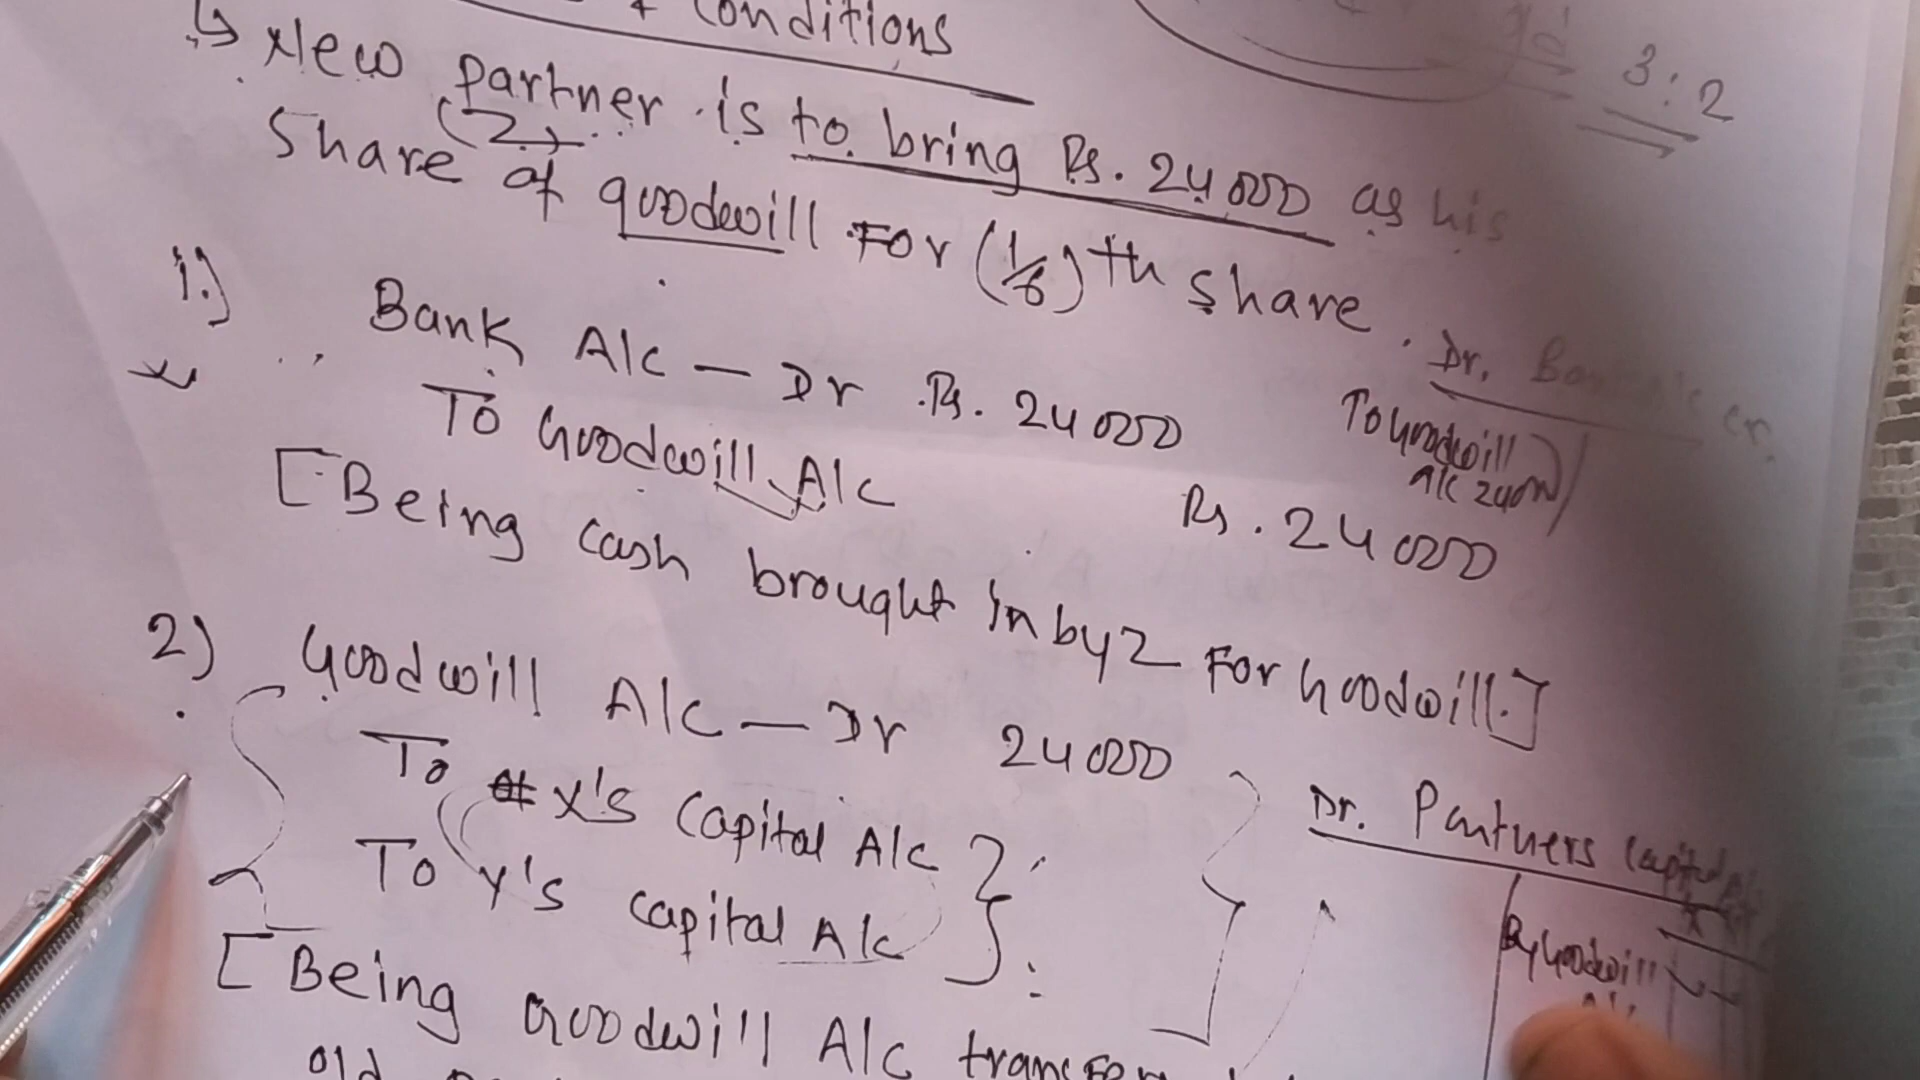 Conditions
3:2
↳ New partner is to bring Rs. 24000 as his
(Z)
Share of goodwill For (1/6)th share.
1.) Bank A/c — Dr Rs. 24000
To Goodwill A/c
Rs. 24000
[Being cash brought in by Z For Goodwill.]
Dr. Cr.
To Goodwill
A/c 24000
2) Goodwill A/c — Dr 24000
To X's Capital A/c
To Y's Capital A/c
[Being Goodwill A/c
old
Dr. Partners Capital
By Goodwill
A/c